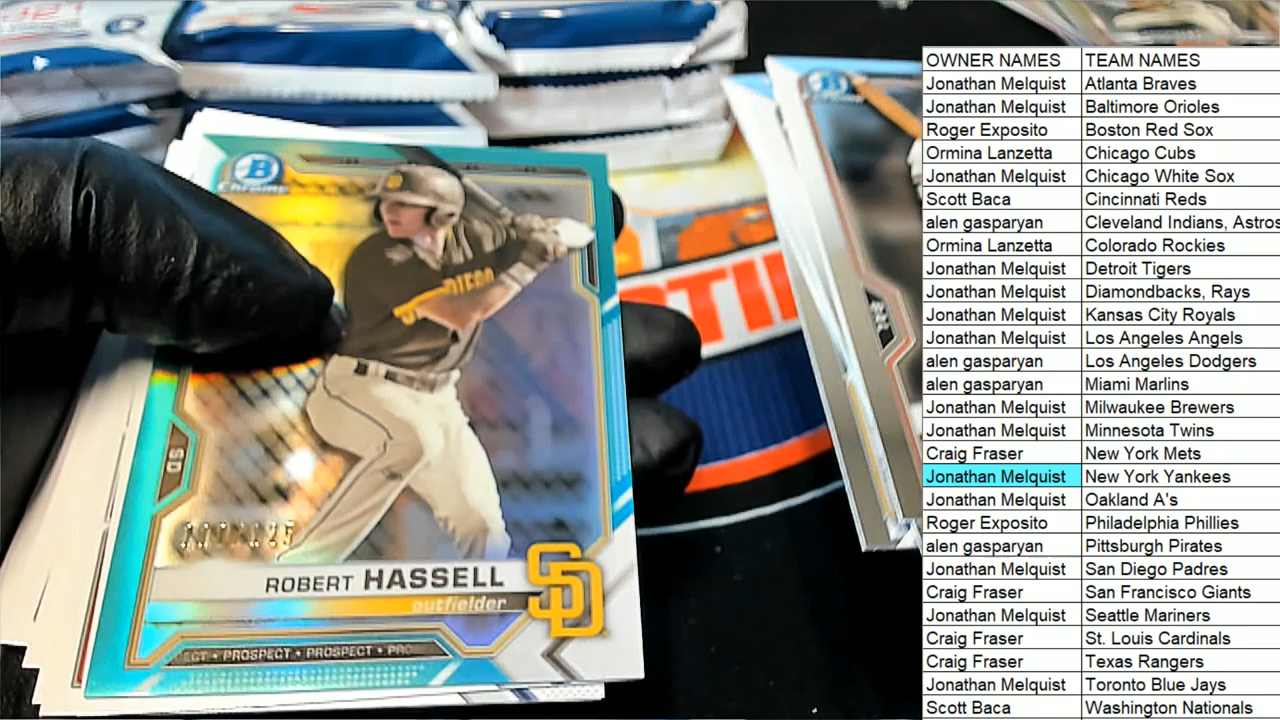 B
Chrome
DIEGO
SD
ROBERT HASSELL
outfielder
SD
PROSPECT • PROSPECT • PRO
OWNER NAMES TEAM NAMES
Jonathan Melquist Atlanta Braves
Jonathan Melquist Baltimore Orioles
Roger Exposito Boston Red Sox
Ormina Lanzetta Chicago Cubs
Jonathan Melquist Chicago White Sox
Scott Baca Cincinnati Reds
alen gasparyan Cleveland Indians, Astros
Ormina Lanzetta Colorado Rockies
Jonathan Melquist Detroit Tigers
Jonathan Melquist Diamondbacks, Rays
Jonathan Melquist Kansas City Royals
Jonathan Melquist Los Angeles Angels
alen gasparyan Los Angeles Dodgers
alen gasparyan Miami Marlins
Jonathan Melquist Milwaukee Brewers
Jonathan Melquist Minnesota Twins
Craig Fraser New York Mets
Jonathan Melquist New York Yankees
Jonathan Melquist Oakland A's
Roger Exposito Philadelphia Phillies
alen gasparyan Pittsburgh Pirates
Jonathan Melquist San Diego Padres
Craig Fraser San Francisco Giants
Jonathan Melquist Seattle Mariners
Craig Fraser St. Louis Cardinals
Craig Fraser Texas Rangers
Jonathan Melquist Toronto Blue Jays
Scott Baca Washington Nationals